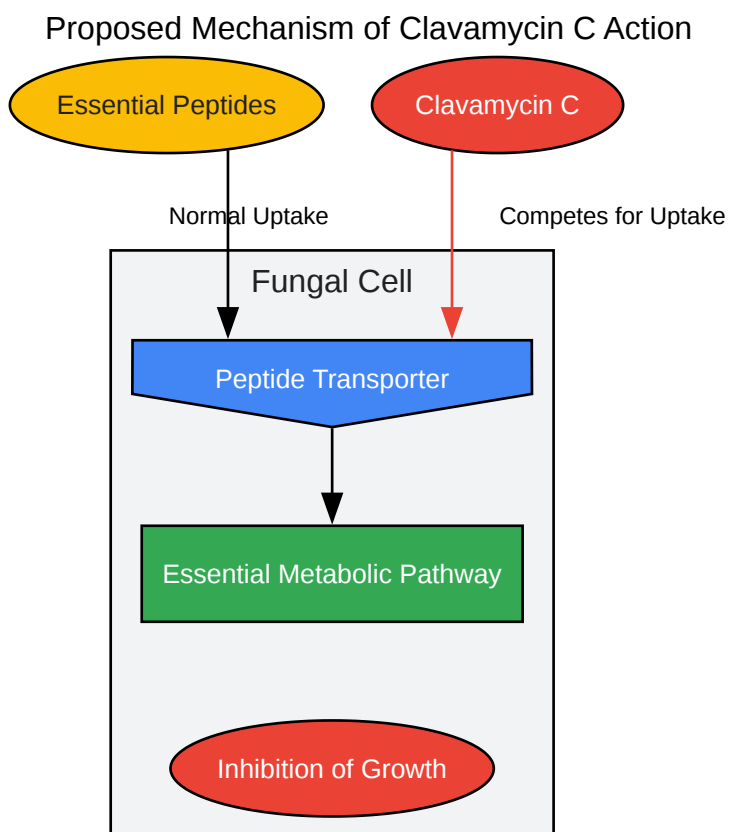 Proposed Mechanism of Clavamycin C Action
Essential Peptides
Clavamycin C
Normal Uptake
Competes for Uptake
Fungal Cell
Peptide Transporter
Essential Metabolic Pathway
Inhibition of Growth